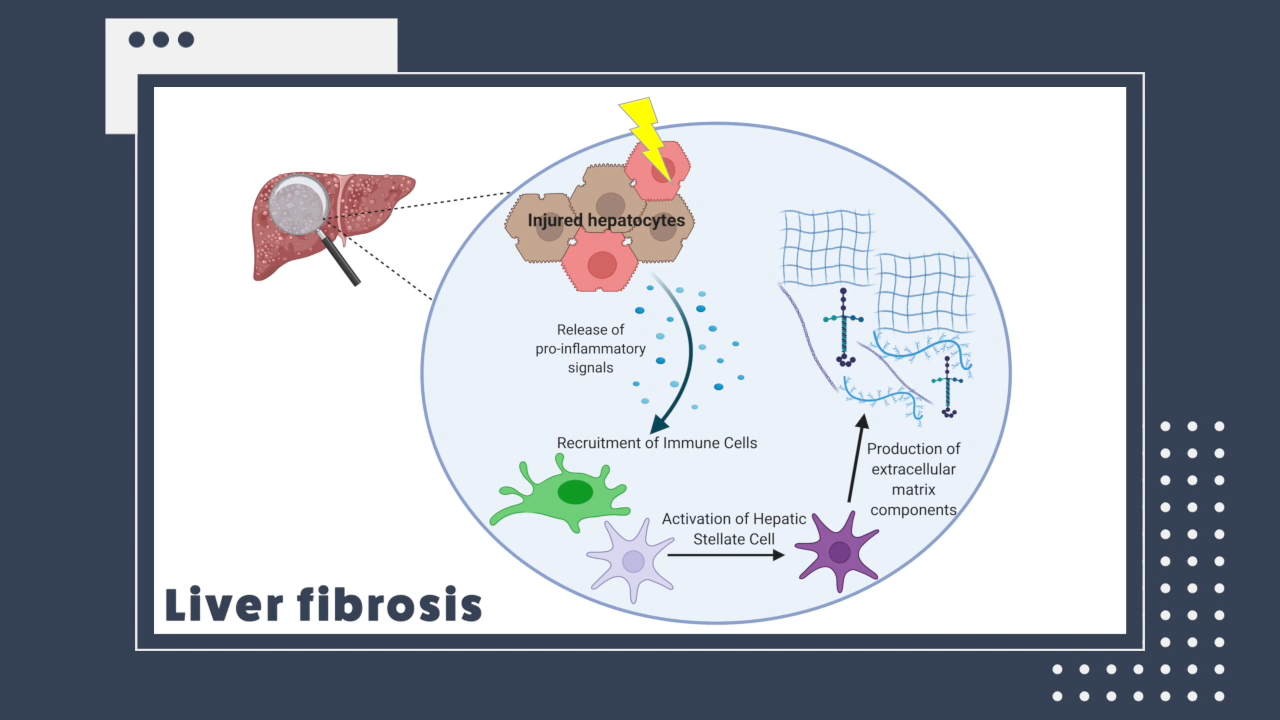 Injured hepatocytes
Release of
pro-inflammatory
signals
Recruitment of Immune Cells
Activation of Hepatic
Stellate Cell
Production of
extracellular
matrix
components
Liver fibrosis